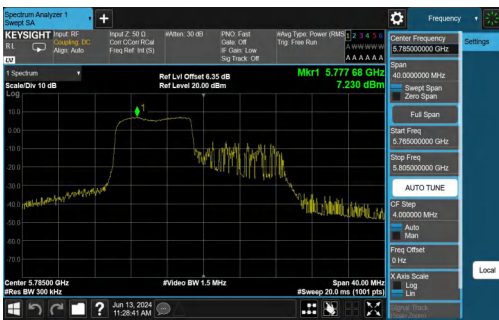 Spectrum Analyzer 1
Swept SA
Frequency
KEYSIGHT
Input: RF
Coupling: DC
Align: Auto
Input Z: 50 Ω
Corr CCorr RCal
Freq Ref: Int (S)
#Atten: 30 dB
PNO: Fast
Gate: Off
IF Gain: Low
Sig Track: Off
#Avg Type: Power (RMS
Trig: Free Run
1 2 3 4 5 6
A W W W W W
A A A A A A
RL
1 Spectrum
Scale/Div 10 dB
Log
Ref Lvl Offset 6.35 dB
Ref Level 20.00 dBm
Mkr1 5.777 68 GHz
7.230 dBm
1
10.0
0.00
-10.0
-20.0
-30.0
-40.0
-50.0
-60.0
-70.0
Center 5.78500 GHz
#Res BW 300 kHz
#Video BW 1.5 MHz
Span 40.00 MHz
#Sweep 20.0 ms (1001 pts)
Jun 13, 2024
11:28:41 AM
Center Frequency
5.785000000 GHz
Span
40.0000000 MHz
Swept Span
Zero Span
Full Span
Start Freq
5.765000000 GHz
Stop Freq
5.805000000 GHz
AUTO TUNE
CF Step
4.000000 MHz
Auto
Man
Freq Offset
0 Hz
X Axis Scale
Log
Lin
Signal Track
Settings
Local